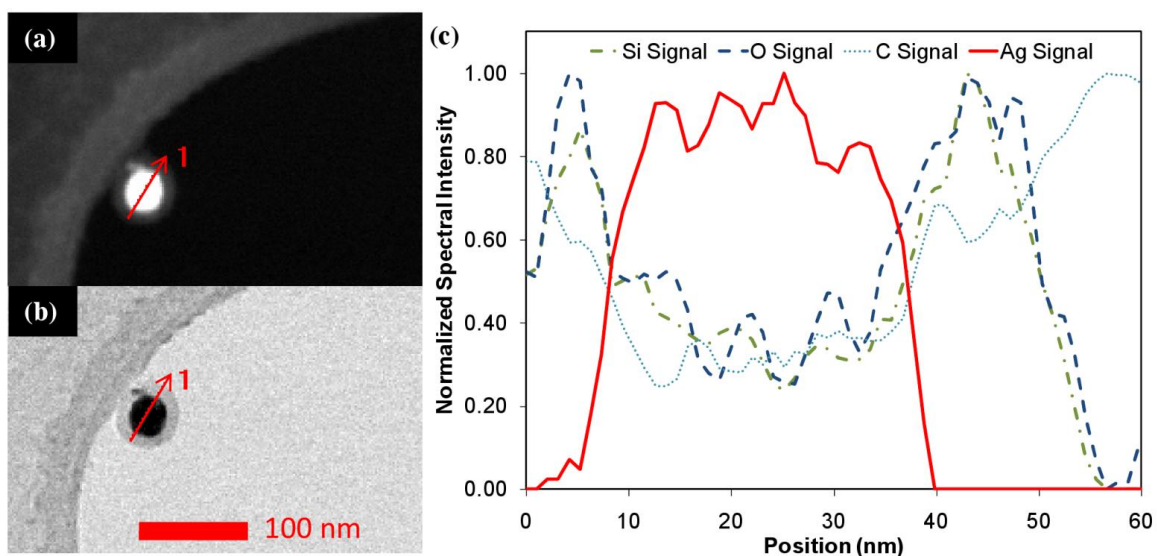 (a)
1
(b)
1
100 nm
(c)
Si Signal O Signal C Signal Ag Signal
1.00
0.80
0.60
0.40
0.20
0.00
Normalized Spectral Intensity
0 10 20 30 40 50 60
Position (nm)